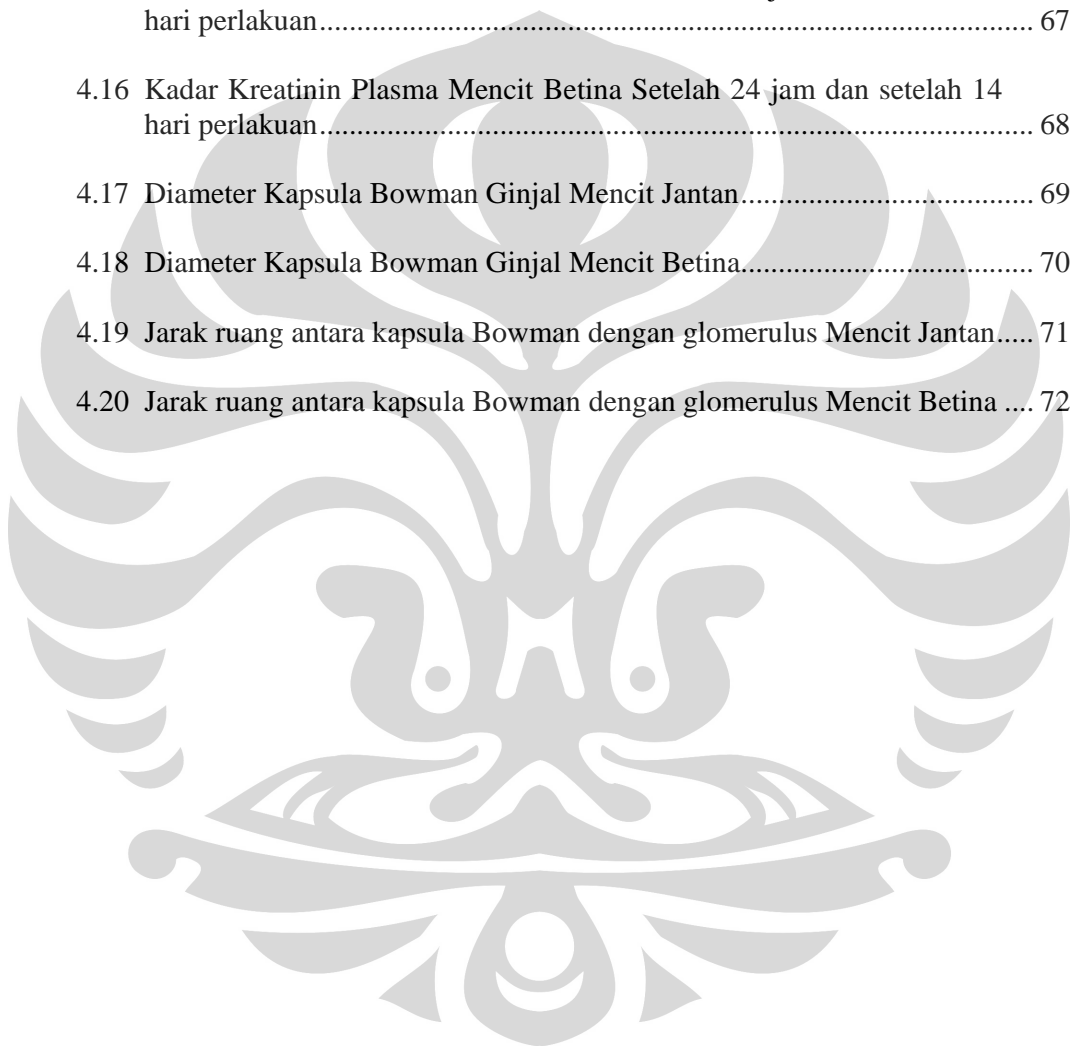 hari perlakuan........................................................................................................ 67
4.16 Kadar Kreatinin Plasma Mencit Betina Setelah 24 jam dan setelah 14
hari perlakuan........................................................................................................ 68
4.17 Diameter Kapsula Bowman Ginjal Mencit Jantan.......................................... 69
4.18 Diameter Kapsula Bowman Ginjal Mencit Betina.......................................... 70
4.19 Jarak ruang antara kapsula Bowman dengan glomerulus Mencit Jantan..... 71
4.20 Jarak ruang antara kapsula Bowman dengan glomerulus Mencit Betina .... 72